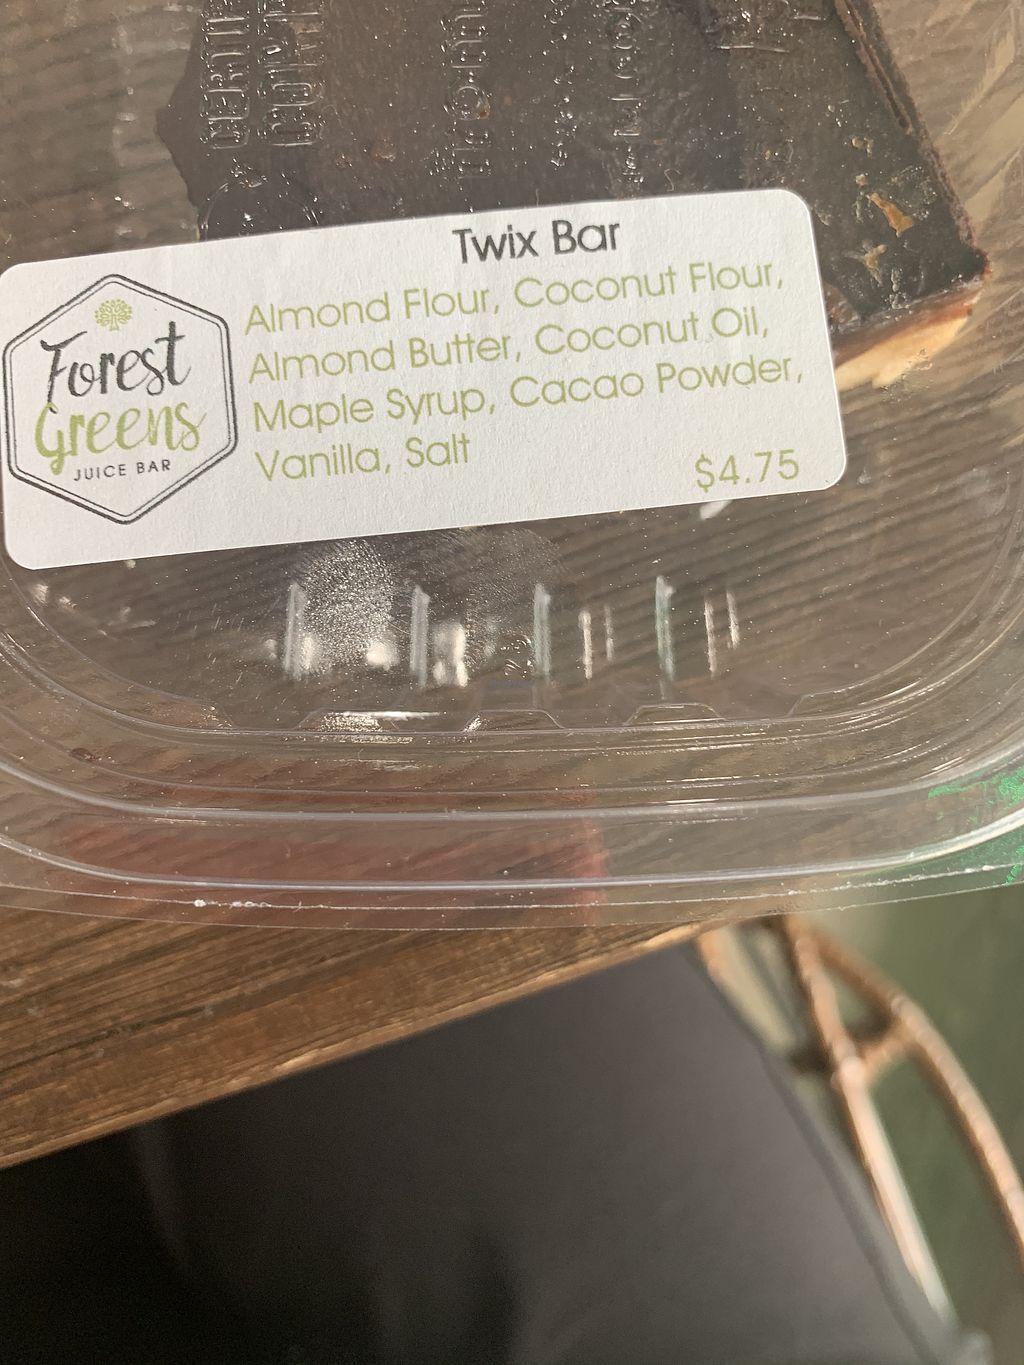 Twix Bar
Almond Flour, Coconut Flour,
Almond Butter, Coconut Oil,
Maple Syrup, Cacao Powder,
Vanilla, Salt
$4.75
Forest
Greens
JUICE BAR